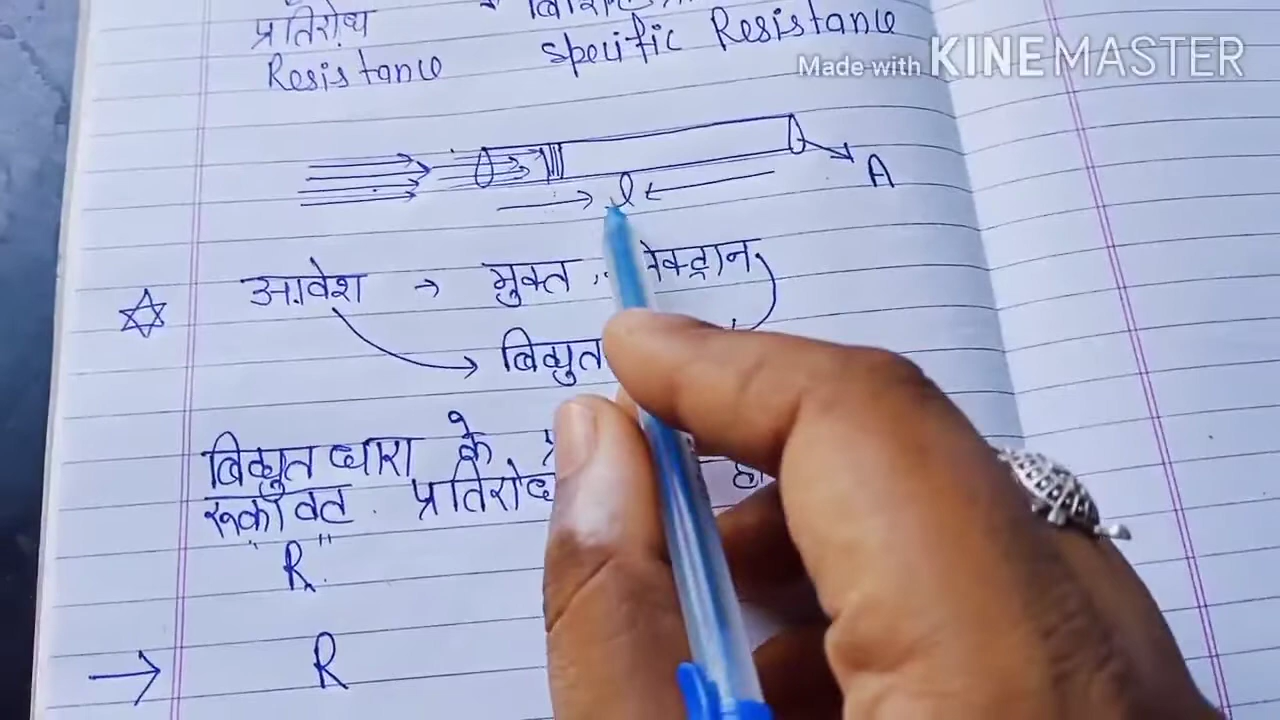 प्रतिरोध
Resistance specific Resistance
Made with KINEMASTER
A
l
आवेश → मुक्त
विद्युत
विद्युत धारा के
रूकावट प्रतिरोध
"R"
→ R